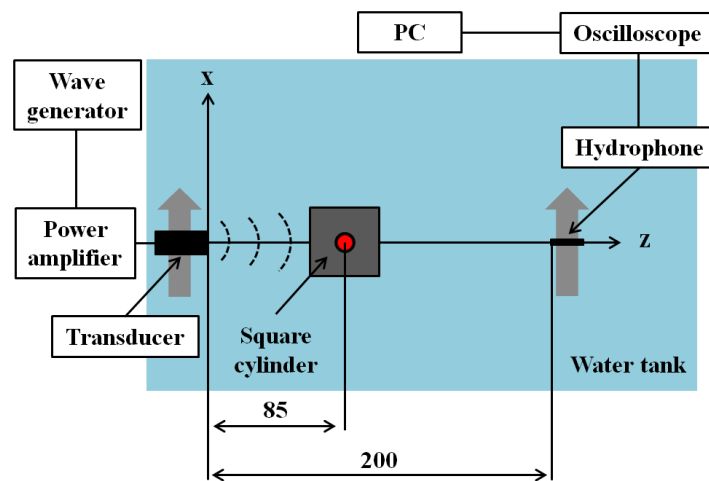 PC
Oscilloscope
Wave
generator
x
Hydrophone
Power
amplifier
z
Transducer
Square
cylinder
Water tank
85
200